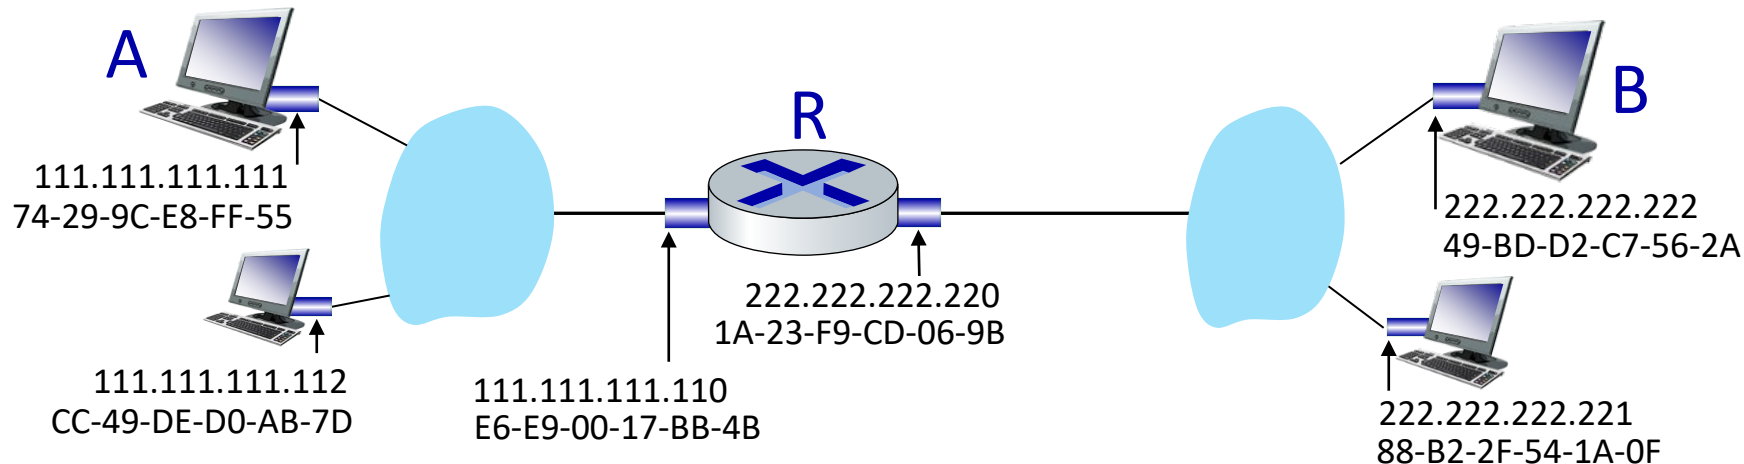 A
R
B
111.111.111.111
74-29-9C-E8-FF-55
222.222.222.222
49-BD-D2-C7-56-2A
222.222.222.220
1A-23-F9-CD-06-9B
111.111.111.112
CC-49-DE-D0-AB-7D
111.111.111.110
E6-E9-00-17-BB-4B
222.222.222.221
88-B2-2F-54-1A-0F